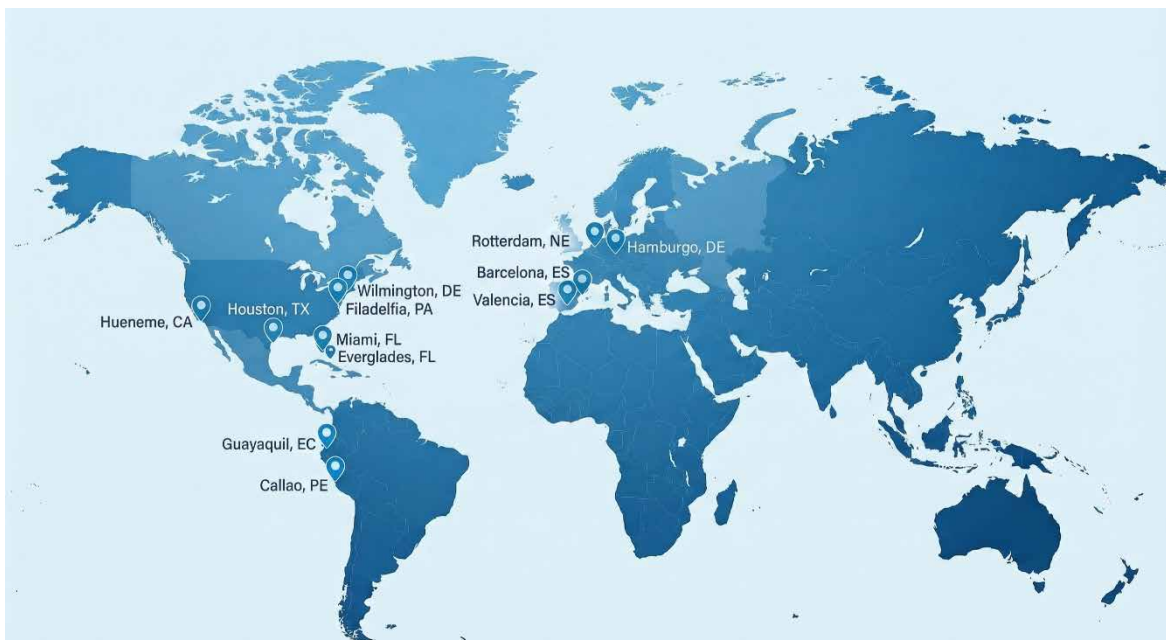 Rotterdam, NE
Hamburgo, DE
Barcelona, ES
Valencia, ES
Wilmington, DE
Filadelfia, PA
Houston, TX
Hueneme, CA
Miami, FL
Everglades, FL
Guayaquil, EC
Callao, PE